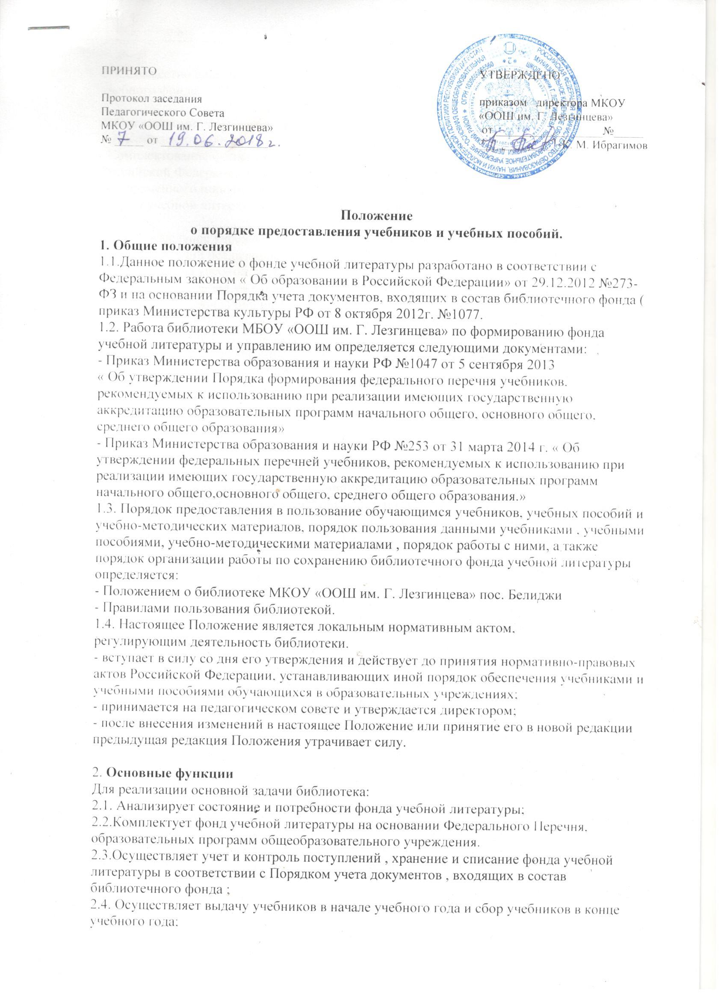 ПРИНЯТО
Протокол заседания
Педагогического Совета
МКОУ «ООШ им. Г. Лезгинцева»
№ 7 от 19.06.2018г.
УТВЕРЖДЕНО
приказом директора МКОУ
«ООШ им. Г. Лезгинцева»
от №
К. М. Ибрагимов
Положение
о порядке предоставления учебников и учебных пособий.
1. Общие положения
1.1.Данное положение о фонде учебной литературы разработано в соответствии с
Федеральным законом « Об образовании в Российской Федерации» от 29.12.2012 №273-
ФЗ и на основании Порядка учета документов, входящих в состав библиотечного фонда (
приказ Министерства культуры РФ от 8 октября 2012г. №1077.
1.2. Работа библиотеки МБОУ «ООШ им. Г. Лезгинцева» по формированию фонда
учебной литературы и управлению им определяется следующими документами:
- Приказ Министерства образования и науки РФ №1047 от 5 сентября 2013
« Об утверждении Порядка формирования федерального перечня учебников,
рекомендуемых к использованию при реализации имеющих государственную
аккредитацию образовательных программ начального общего, основного общего,
среднего общего образования»
- Приказ Министерства образования и науки РФ №253 от 31 марта 2014 г. « Об
утверждении федеральных перечней учебников, рекомендуемых к использованию при
реализации имеющих государственную аккредитацию образовательных программ
начального общего,основного общего, среднего общего образования.»
1.3. Порядок предоставления в пользование обучающимся учебников, учебных пособий и
учебно-методических материалов, порядок пользования данными учебниками , учебными
пособиями, учебно-методическими материалами , порядок работы с ними, а также
порядок организации работы по сохранению библиотечного фонда учебной литературы
определяется:
- Положением о библиотеке МКОУ «ООШ им. Г. Лезгинцева» пос. Белиджи
- Правилами пользования библиотекой.
1.4. Настоящее Положение является локальным нормативным актом,
регулирующим деятельность библиотеки.
- вступает в силу со дня его утверждения и действует до принятия нормативно-правовых
актов Российской Федерации, устанавливающих иной порядок обеспечения учебниками и
учебными пособиями обучающихся в образовательных учреждениях;
- принимается на педагогическом совете и утверждается директором;
- после внесения изменений в настоящее Положение или принятие его в новой редакции
предыдущая редакция Положения утрачивает силу.
2. Основные функции
Для реализации основной задачи библиотека:
2.1. Анализирует состояние и потребности фонда учебной литературы;
2.2.Комплектует фонд учебной литературы на основании Федерального Перечня,
образовательных программ общеобразовательного учреждения.
2.3.Осуществляет учет и контроль поступлений , хранение и списание фонда учебной
литературы в соответствии с Порядком учета документов , входящих в состав
библиотечного фонда ;
2.4. Осуществляет выдачу учебников в начале учебного года и сбор учебников в конце
учебного года;